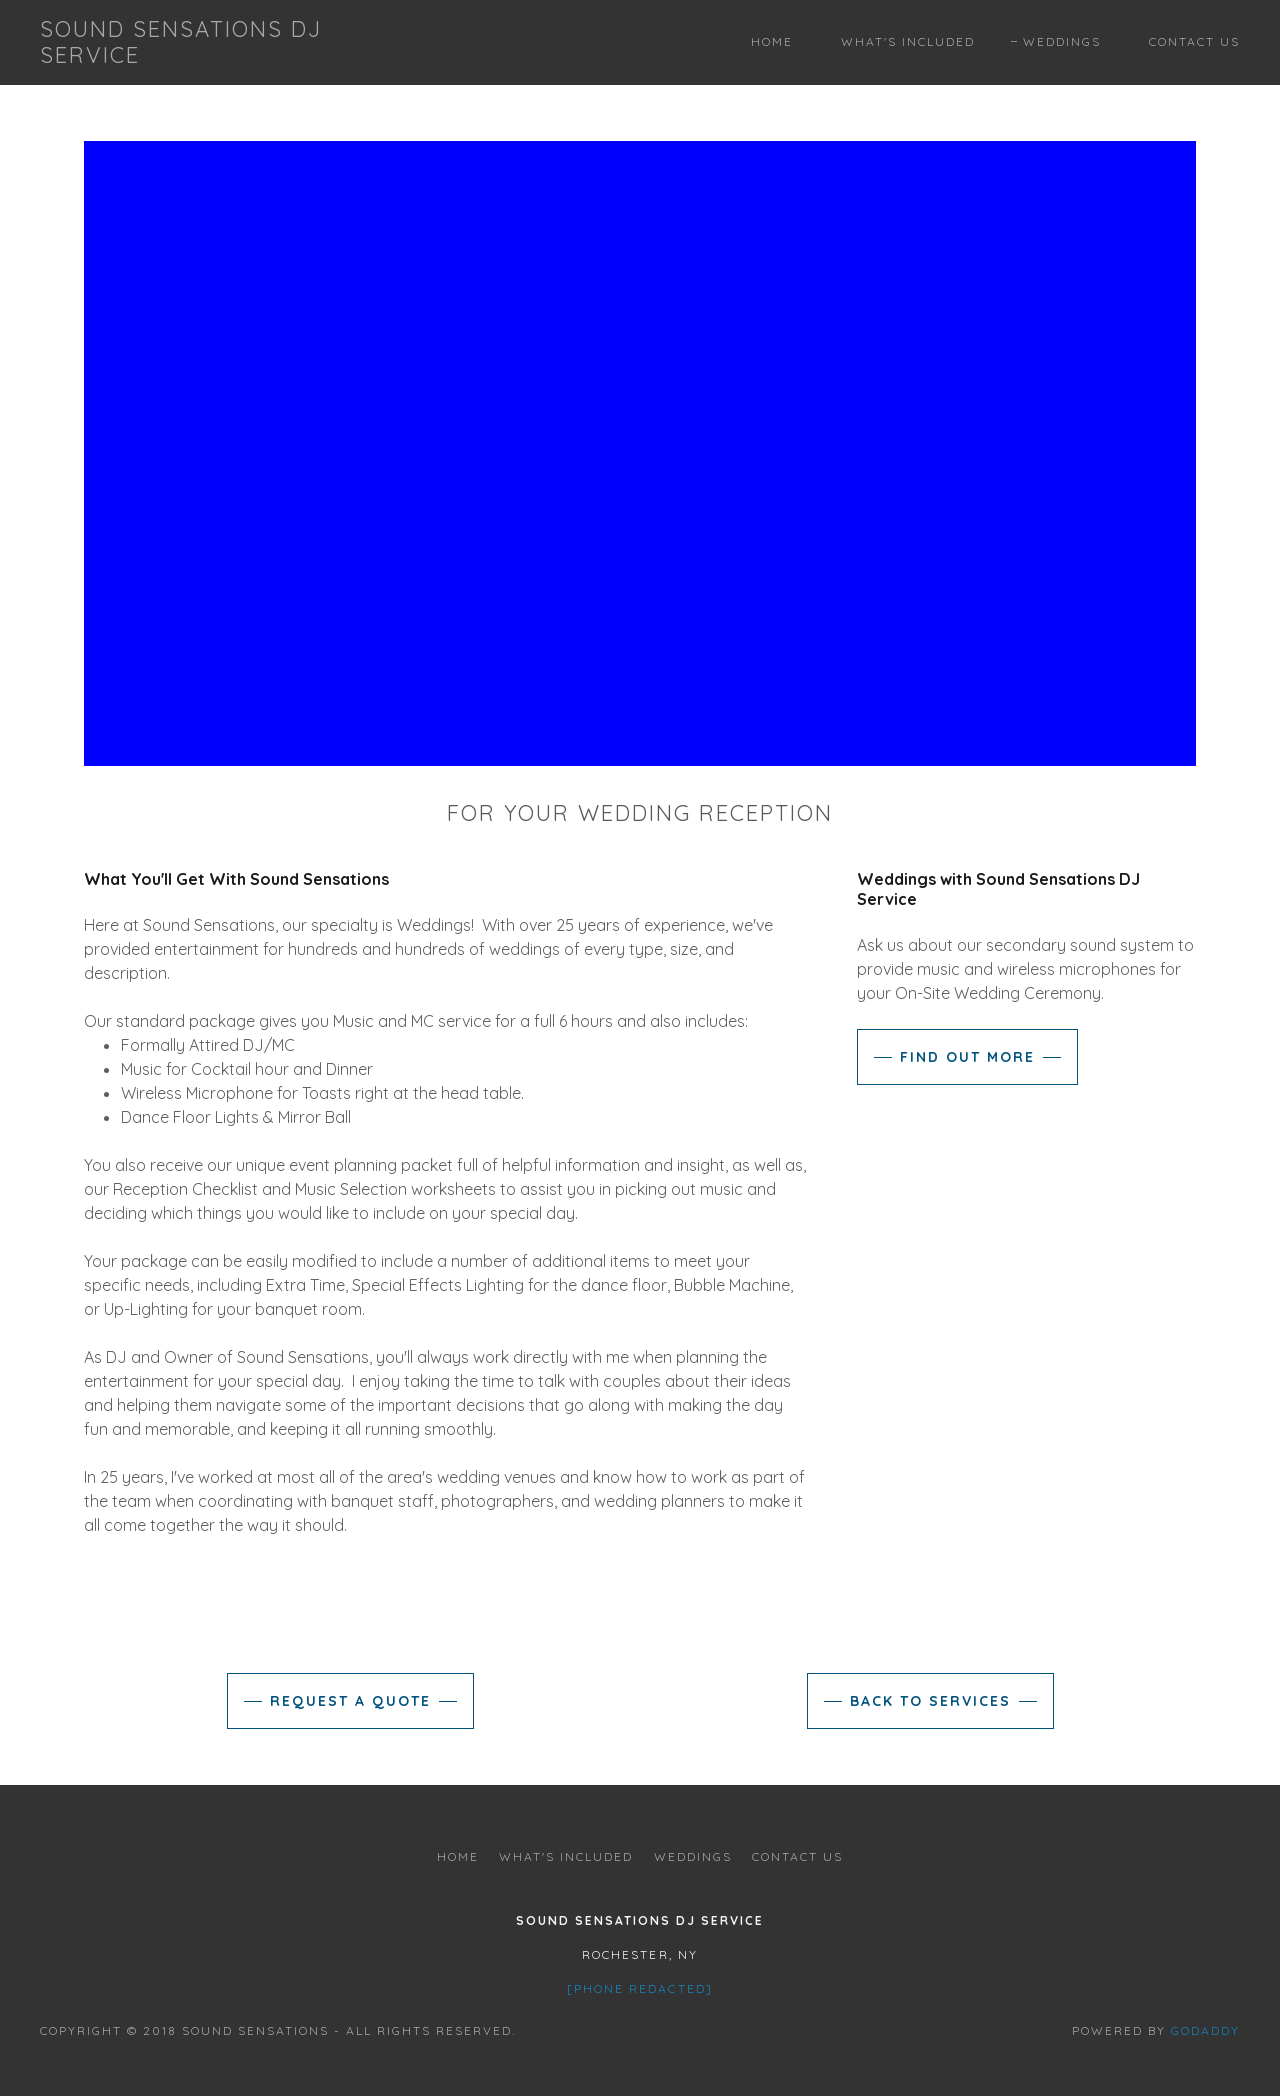 SOUND SENSATIONS DJ
SERVICE
HOME
WHAT'S INCLUDED
– WEDDINGS
CONTACT US
FOR YOUR WEDDING RECEPTION
What You'll Get With Sound Sensations
Here at Sound Sensations, our specialty is Weddings!  With over 25 years of experience, we've
provided entertainment for hundreds and hundreds of weddings of every type, size, and
description.
Our standard package gives you Music and MC service for a full 6 hours and also includes:
• Formally Attired DJ/MC
• Music for Cocktail hour and Dinner
• Wireless Microphone for Toasts right at the head table.
• Dance Floor Lights & Mirror Ball
You also receive our unique event planning packet full of helpful information and insight, as well as,
our Reception Checklist and Music Selection worksheets to assist you in picking out music and
deciding which things you would like to include on your special day.
Your package can be easily modified to include a number of additional items to meet your
specific needs, including Extra Time, Special Effects Lighting for the dance floor, Bubble Machine,
or Up-Lighting for your banquet room.
As DJ and Owner of Sound Sensations, you'll always work directly with me when planning the
entertainment for your special day.  I enjoy taking the time to talk with couples about their ideas
and helping them navigate some of the important decisions that go along with making the day
fun and memorable, and keeping it all running smoothly.
In 25 years, I've worked at most all of the area's wedding venues and know how to work as part of
the team when coordinating with banquet staff, photographers, and wedding planners to make it
all come together the way it should.
Weddings with Sound Sensations DJ
Service
Ask us about our secondary sound system to
provide music and wireless microphones for
your On-Site Wedding Ceremony.
FIND OUT MORE
REQUEST A QUOTE
BACK TO SERVICES
HOME
WHAT'S INCLUDED
WEDDINGS
CONTACT US
SOUND SENSATIONS DJ SERVICE
ROCHESTER, NY
[PHONE REDACTED]
COPYRIGHT © 2018 SOUND SENSATIONS - ALL RIGHTS RESERVED.
POWERED BY GODADDY